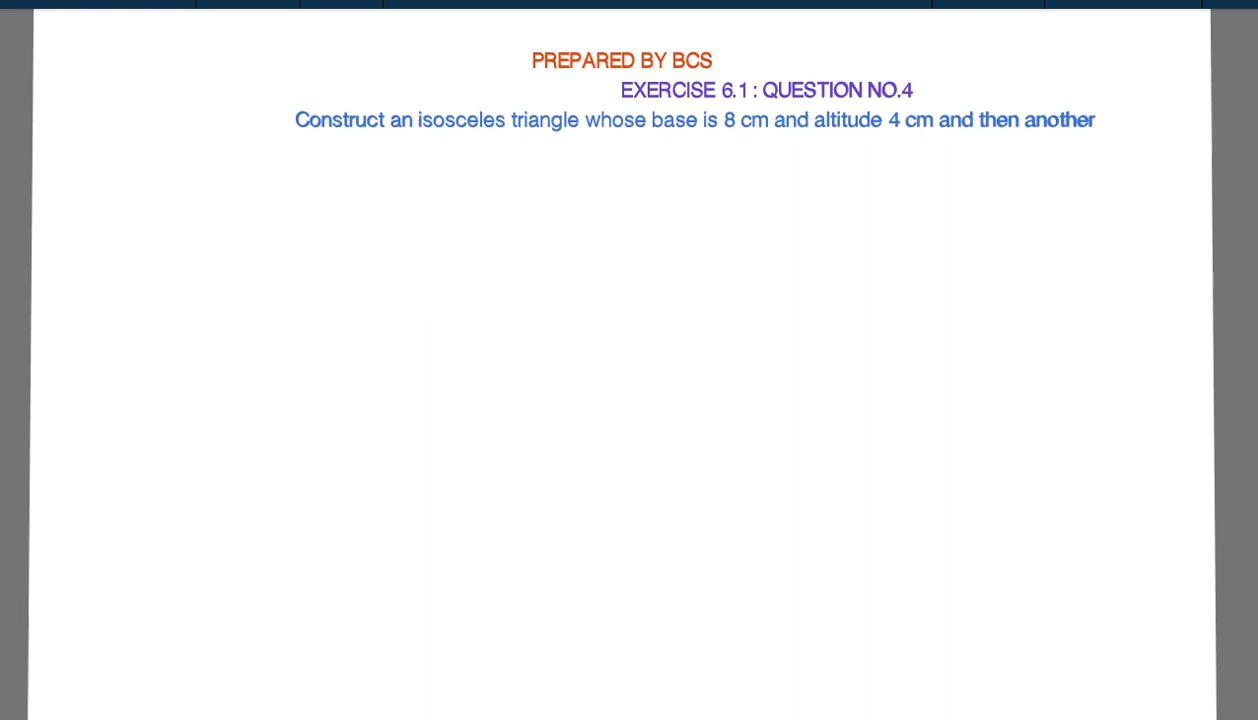 PREPARED BY BCS
EXERCISE 6.1 : QUESTION NO.4
Construct an isosceles triangle whose base is 8 cm and altitude 4 cm and then another